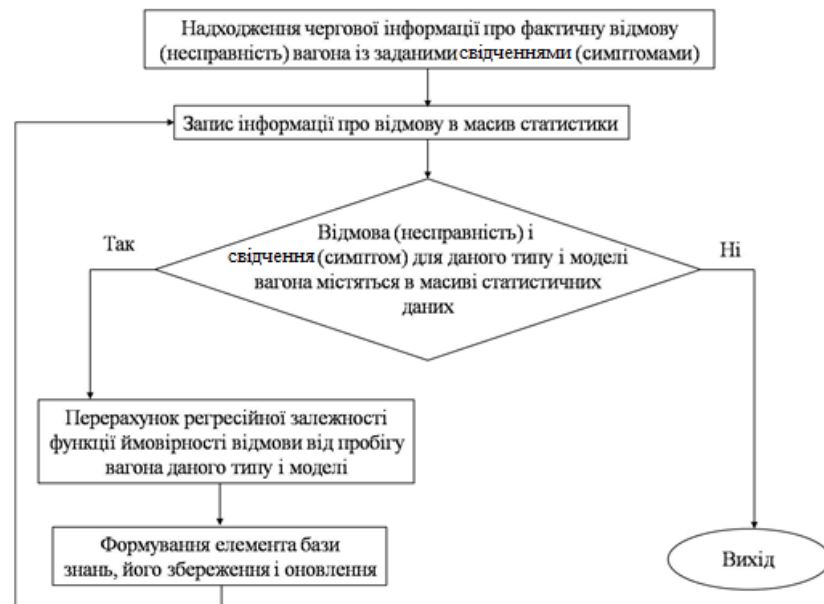 Надходження чергової інформації про фактичну відмову
(несправність) вагона із заданими свідченнями (симптомами)
Запис інформації про відмову в масив статистики
Відмова (несправність) і
свідчення (симптом) для даного типу і моделі
вагона містяться в масиві статистичних
даних
Так
Ні
Перерахунок регресійної залежності
функції ймовірності відмови від пробігу
вагона даного типу і моделі
Формування елемента бази
знань, його збереження і оновлення
Вихід